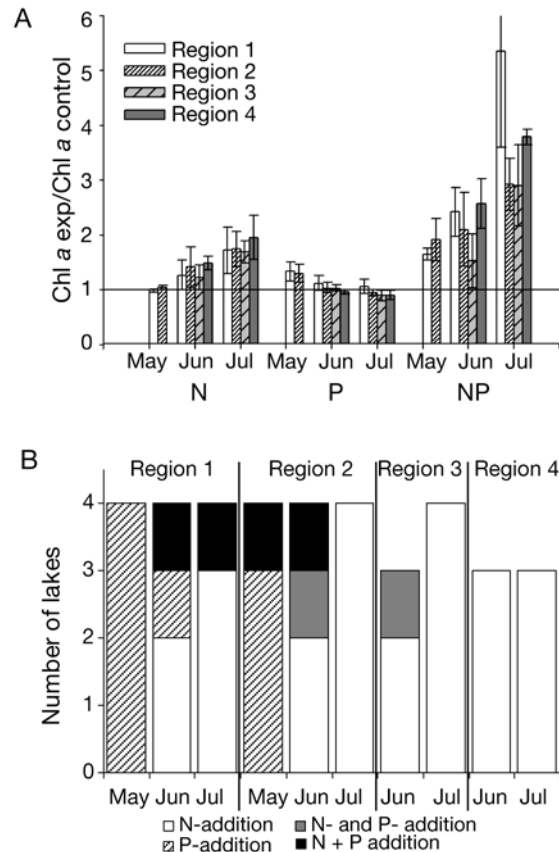 A
Chl a exp/Chl a control
6
5
4
3
2
1
0
Region 1
Region 2
Region 3
Region 4
May Jun Jul May Jun Jul May Jun Jul
N P NP
B
Region 1 Region 2 Region 3 Region 4
Number of lakes
4
3
2
1
0
May Jun Jul May Jun Jul Jun Jul Jun Jul
N-addition N- and P- addition
P-addition N + P addition